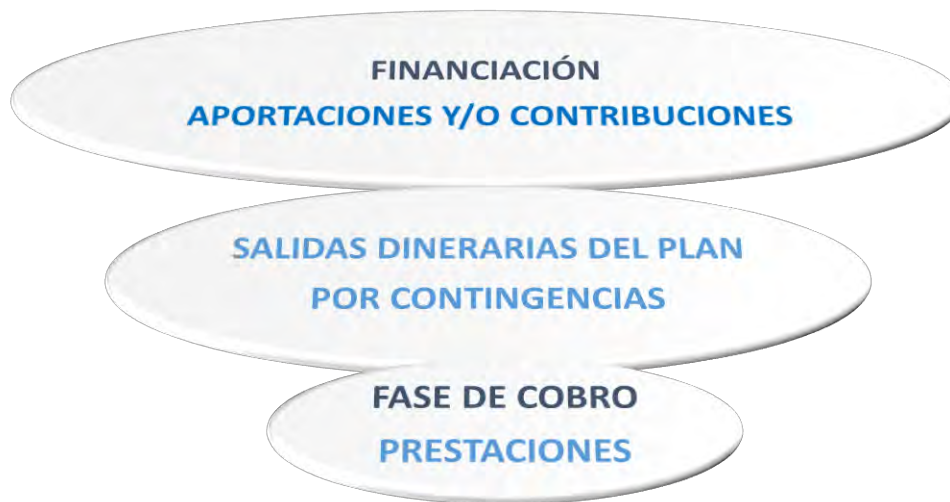 FINANCIACIÓN
APORTACIONES Y/O CONTRIBUCIONES
SALIDAS DINERARIAS DEL PLAN
POR CONTINGENCIAS
FASE DE COBRO
PRESTACIONES